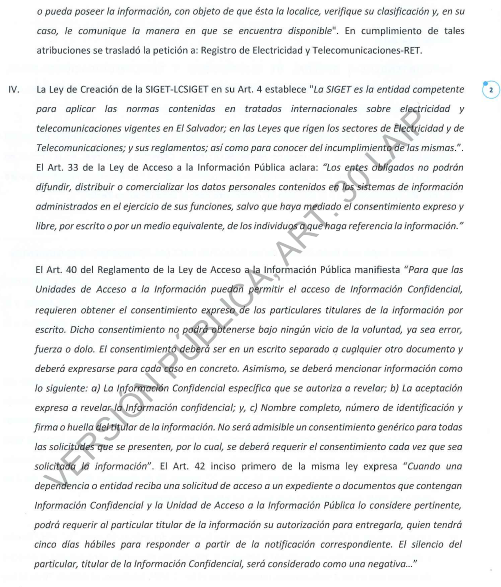 o pueda poseer la información, con objeto de que ésta la localice, verifique su clasificación y, en su
caso, le comunique la manera en que se encuentra disponible". En cumplimiento de tales
atribuciones se trasladó la petición a: Registro de Electricidad y Telecomunicaciones-RET.
IV. La Ley de Creación de la SIGET-LCSIGET en su Art. 4 establece "La SIGET es la entidad competente
2
para aplicar las normas contenidas en tratados internacionales sobre electricidad y
telecomunicaciones vigentes en El Salvador; en las Leyes que rigen los sectores de Electricidad y de
Telecomunicaciones; y sus reglamentos; así como para conocer del incumplimiento de las mismas.".
El Art. 33 de la Ley de Acceso a la Información Pública aclara: "Los entes obligados no podrán
difundir, distribuir o comercializar los datos personales contenidos en los sistemas de información
administrados en el ejercicio de sus funciones, salvo que haya mediado el consentimiento expreso y
libre, por escrito o por un medio equivalente, de los individuos a que haga referencia la información."
El Art. 40 del Reglamento de la Ley de Acceso a la Información Pública manifiesta "Para que las
Unidades de Acceso a la Información puedan permitir el acceso de Información Confidencial,
requieren obtener el consentimiento expreso de los particulares titulares de la información por
escrito. Dicho consentimiento no podrá obtenerse bajo ningún vicio de la voluntad, ya sea error,
fuerza o dolo. El consentimiento deberá ser en un escrito separado a cualquier otro documento y
deberá expresarse para cada caso en concreto. Asimismo, se deberá mencionar información como
lo siguiente: a) La Información Confidencial específica que se autoriza a revelar; b) La aceptación
expresa a revelar la Información confidencial; y, c) Nombre completo, número de identificación y
firma o huella del titular de la información. No será admisible un consentimiento genérico para todas
las solicitudes que se presenten, por lo cual, se deberá requerir el consentimiento cada vez que sea
solicitada la información". El Art. 42 inciso primero de la misma ley expresa "Cuando una
dependencia o entidad reciba una solicitud de acceso a un expediente o documentos que contengan
Información Confidencial y la Unidad de Acceso a la Información Pública lo considere pertinente,
podrá requerir al particular titular de la información su autorización para entregarla, quien tendrá
cinco días hábiles para responder a partir de la notificación correspondiente. El silencio del
particular, titular de la Información Confidencial, será considerado como una negativa..."
VERSION PÚBLICA, ART. 30 LAIP